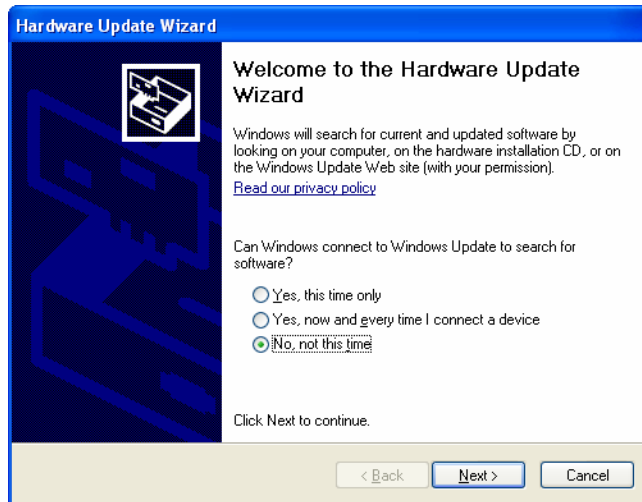 Hardware Update Wizard
Welcome to the Hardware Update
Wizard
Windows will search for current and updated software by
looking on your computer, on the hardware installation CD, or on
the Windows Update Web site (with your permission).
Read our privacy policy
Can Windows connect to Windows Update to search for
software?
Yes, this time only
Yes, now and every time I connect a device
No, not this time
Click Next to continue.
< Back Next > Cancel